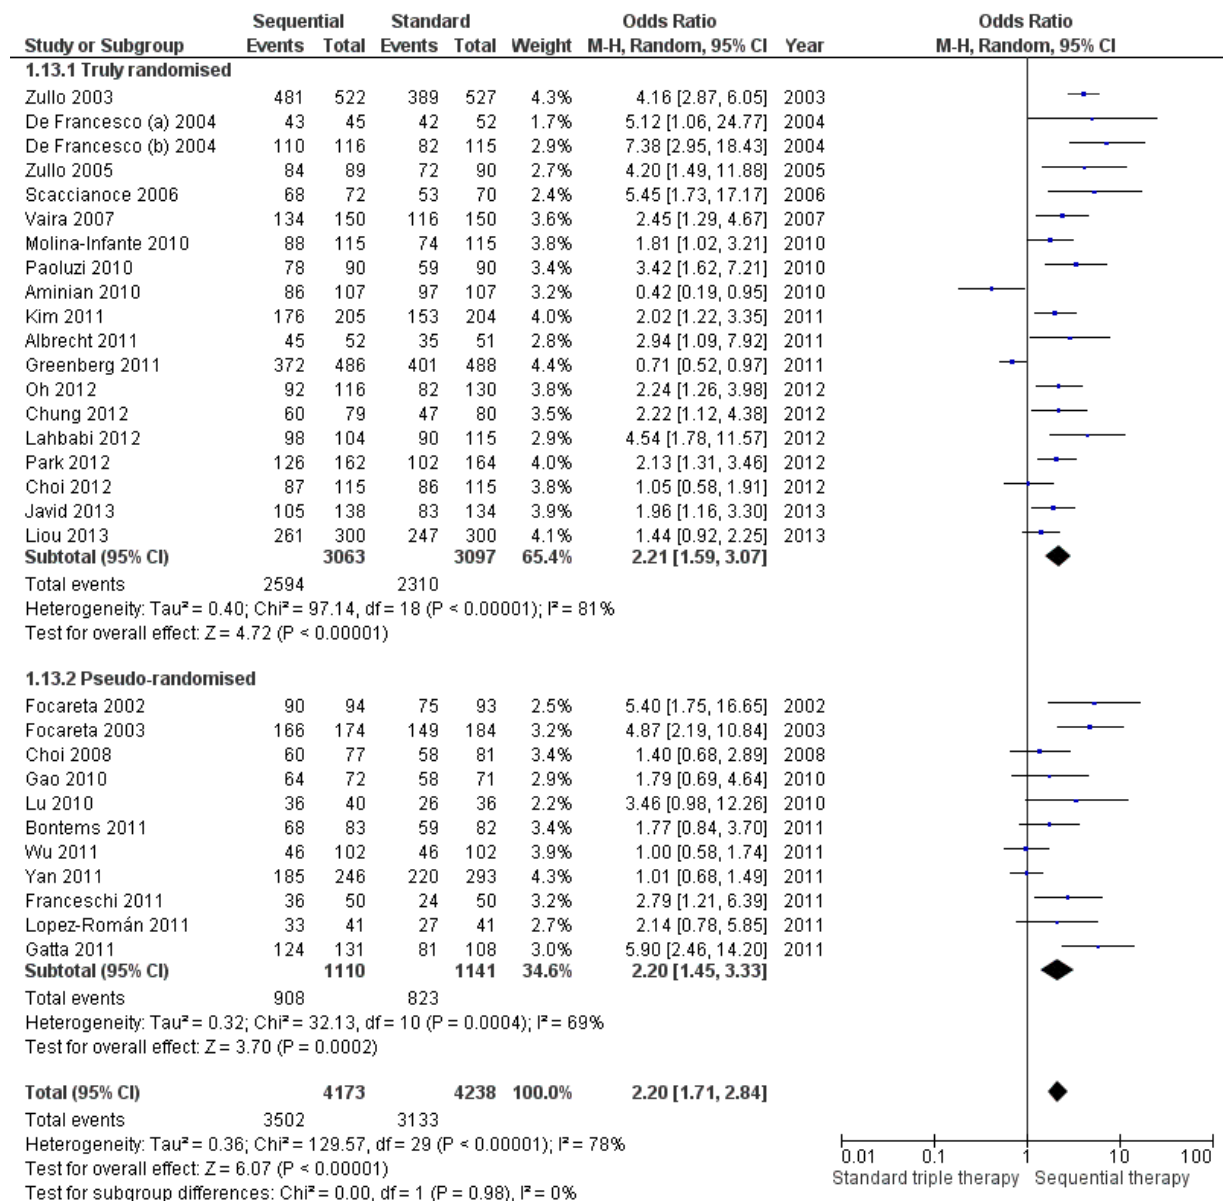 Sequential Standard Odds Ratio Odds Ratio
Study or Subgroup Events Total Events Total Weight M-H, Random, 95% CI Year M-H, Random, 95% CI
1.13.1 Truly randomised
Zullo 2003 481 522 389 527 4.3% 4.16 [2.87, 6.05] 2003
De Francesco (a) 2004 43 45 42 52 1.7% 5.12 [1.06, 24.77] 2004
De Francesco (b) 2004 110 116 82 115 2.9% 7.38 [2.95, 18.43] 2004
Zullo 2005 84 89 72 90 2.7% 4.20 [1.49, 11.88] 2005
Scaccianoce 2006 68 72 53 70 2.4% 5.45 [1.73, 17.17] 2006
Vaira 2007 134 150 116 150 3.6% 2.45 [1.29, 4.67] 2007
Molina-Infante 2010 88 115 74 115 3.8% 1.81 [1.02, 3.21] 2010
Paoluzi 2010 78 90 59 90 3.4% 3.42 [1.62, 7.21] 2010
Aminian 2010 86 107 97 107 3.2% 0.42 [0.19, 0.95] 2010
Kim 2011 176 205 153 204 4.0% 2.02 [1.22, 3.35] 2011
Albrecht 2011 45 52 35 51 2.8% 2.94 [1.09, 7.92] 2011
Greenberg 2011 372 486 401 488 4.4% 0.71 [0.52, 0.97] 2011
Oh 2012 92 116 82 130 3.8% 2.24 [1.26, 3.98] 2012
Chung 2012 60 79 47 80 3.5% 2.22 [1.12, 4.38] 2012
Lahbabi 2012 98 104 90 115 2.9% 4.54 [1.78, 11.57] 2012
Park 2012 126 162 102 164 4.0% 2.13 [1.31, 3.46] 2012
Choi 2012 87 115 86 115 3.8% 1.05 [0.58, 1.91] 2012
Javid 2013 105 138 83 134 3.9% 1.96 [1.16, 3.30] 2013
Liou 2013 261 300 247 300 4.1% 1.44 [0.92, 2.25] 2013
Subtotal (95% CI) 3063 3097 65.4% 2.21 [1.59, 3.07]
Total events 2594 2310
Heterogeneity: Tau² = 0.40; Chi² = 97.14, df = 18 (P < 0.00001); I² = 81%
Test for overall effect: Z = 4.72 (P < 0.00001)
1.13.2 Pseudo-randomised
Focareta 2002 90 94 75 93 2.5% 5.40 [1.75, 16.65] 2002
Focareta 2003 166 174 149 184 3.2% 4.87 [2.19, 10.84] 2003
Choi 2008 60 77 58 81 3.4% 1.40 [0.68, 2.89] 2008
Gao 2010 64 72 58 71 2.9% 1.79 [0.69, 4.64] 2010
Lu 2010 36 40 26 36 2.2% 3.46 [0.98, 12.26] 2010
Bontems 2011 68 83 59 82 3.4% 1.77 [0.84, 3.70] 2011
Wu 2011 46 102 46 102 3.9% 1.00 [0.58, 1.74] 2011
Yan 2011 185 246 220 293 4.3% 1.01 [0.68, 1.49] 2011
Franceschi 2011 36 50 24 50 3.2% 2.79 [1.21, 6.39] 2011
Lopez-Román 2011 33 41 27 41 2.7% 2.14 [0.78, 5.85] 2011
Gatta 2011 124 131 81 108 3.0% 5.90 [2.46, 14.20] 2011
Subtotal (95% CI) 1110 1141 34.6% 2.20 [1.45, 3.33]
Total events 908 823
Heterogeneity: Tau² = 0.32; Chi² = 32.13, df = 10 (P = 0.0004); I² = 69%
Test for overall effect: Z = 3.70 (P = 0.0002)
Total (95% CI) 4173 4238 100.0% 2.20 [1.71, 2.84]
Total events 3502 3133
Heterogeneity: Tau² = 0.36; Chi² = 129.57, df = 29 (P < 0.00001); I² = 78%
Test for overall effect: Z = 6.07 (P < 0.00001)
Test for subgroup differences: Chi² = 0.00, df = 1 (P = 0.98), I² = 0%
0.01 0.1 1 10 100
Standard triple therapy Sequential therapy